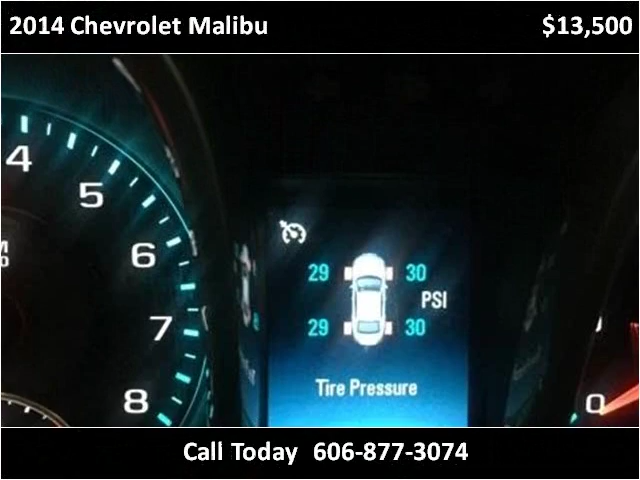 2014 Chevrolet Malibu $13,500
4
5
6
7
8
29 30
PSI
29 30
Tire Pressure
0
Call Today 606-877-3074